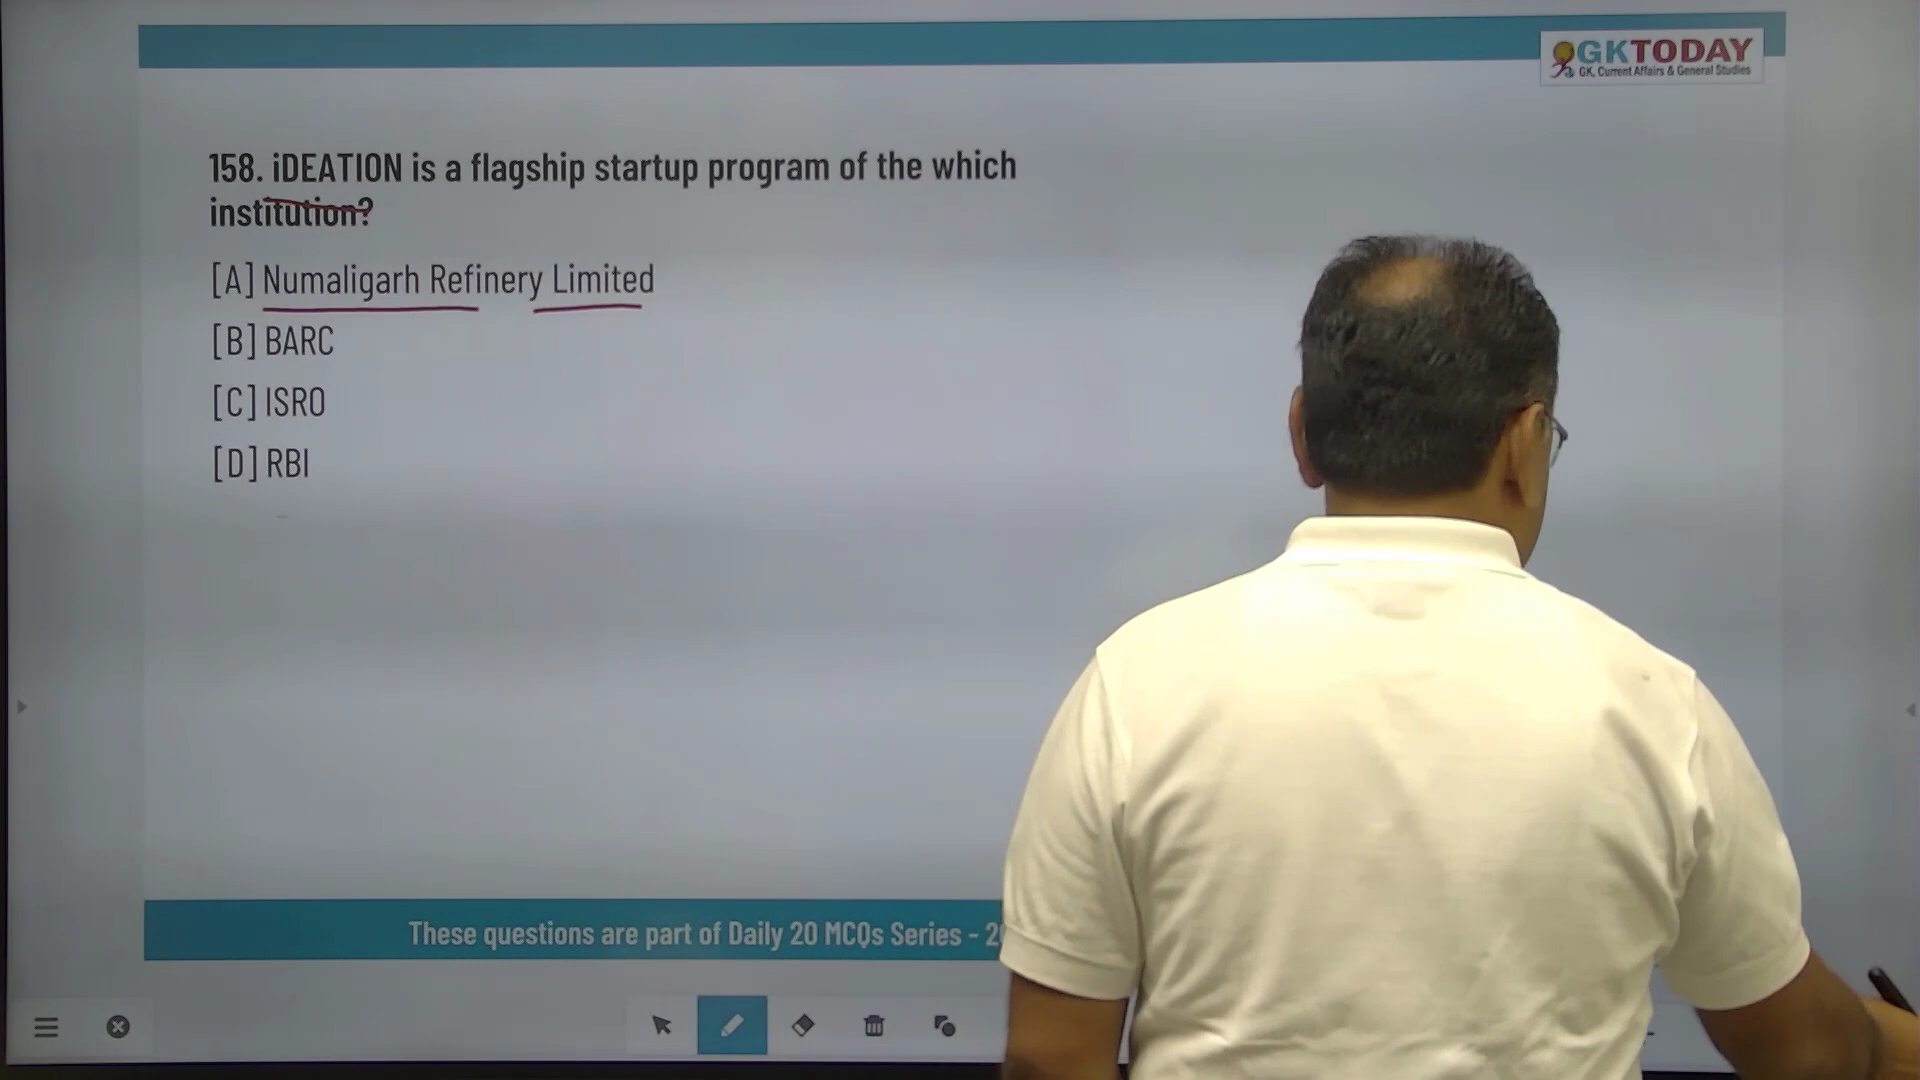 GKTODAY
GK, Current Affairs & General Studies
158. iDEATION is a flagship startup program of the which
institution?
[A] Numaligarh Refinery Limited
[B] BARC
[C] ISRO
[D] RBI
These questions are part of Daily 20 MCQs Series -